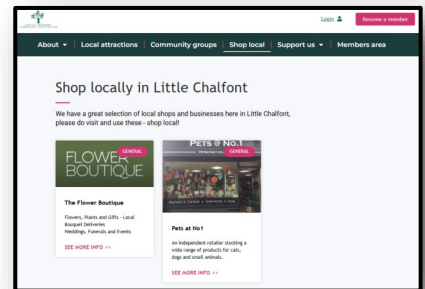 Login
Become a member
About
Local attractions
Community groups
Shop local
Support us
Members area
Shop locally in Little Chalfont
We have a great selection of local shops and businesses here in Little Chalfont,
please do visit and use these - shop local!
FLOWER
BOUTIQUE
GENERAL
The Flower Boutique
Flowers, Plants and Gifts - Local
Bouquet Deliveries
Weddings, Funerals and Events
SEE MORE INFO >>
PETS @ NO.1
GENERAL
Pets at No1
An independent retailer stocking a
wide range of products for cats,
dogs and small animals.
SEE MORE INFO >>